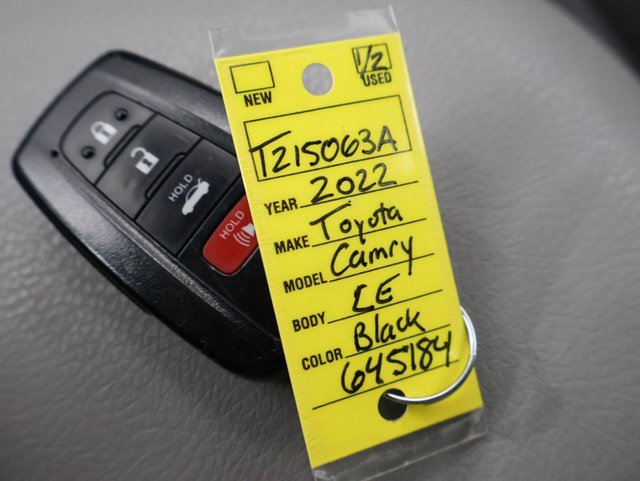 1/2
NEW USED
T215063A
YEAR 2022
MAKE Toyota
MODEL Camry
BODY LE
COLOR Black
645184
HOLD
HOLD